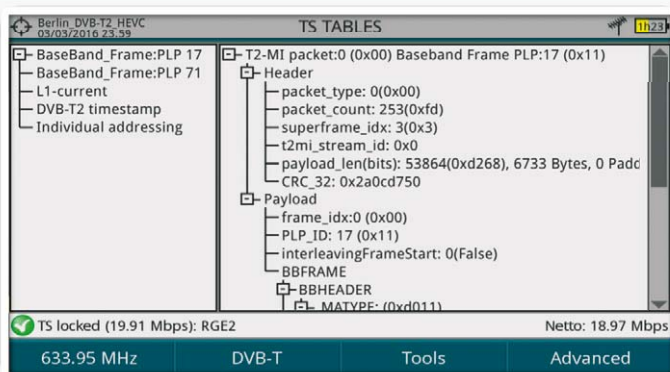 Berlin_DVB-T2_HEVC
03/03/2016 23.59
TS TABLES
1h23
BaseBand_Frame:PLP 17
BaseBand_Frame:PLP 71
L1-current
DVB-T2 timestamp
Individual addressing
T2-MI packet:0 (0x00) Baseband Frame PLP:17 (0x11)
Header
packet_type: 0(0x00)
packet_count: 253(0xfd)
superframe_idx: 3(0x3)
t2mi_stream_id: 0x0
payload_len(bits): 53864(0xd268), 6733 Bytes, 0 Padd
CRC_32: 0x2a0cd750
Payload
frame_idx:0 (0x00)
PLP_ID: 17 (0x11)
interleavingFrameStart: 0(False)
BBFRAME
BBHEADER
MATYPE: (0xd011)
TS locked (19.91 Mbps): RGE2
Netto: 18.97 Mbps
633.95 MHz
DVB-T
Tools
Advanced